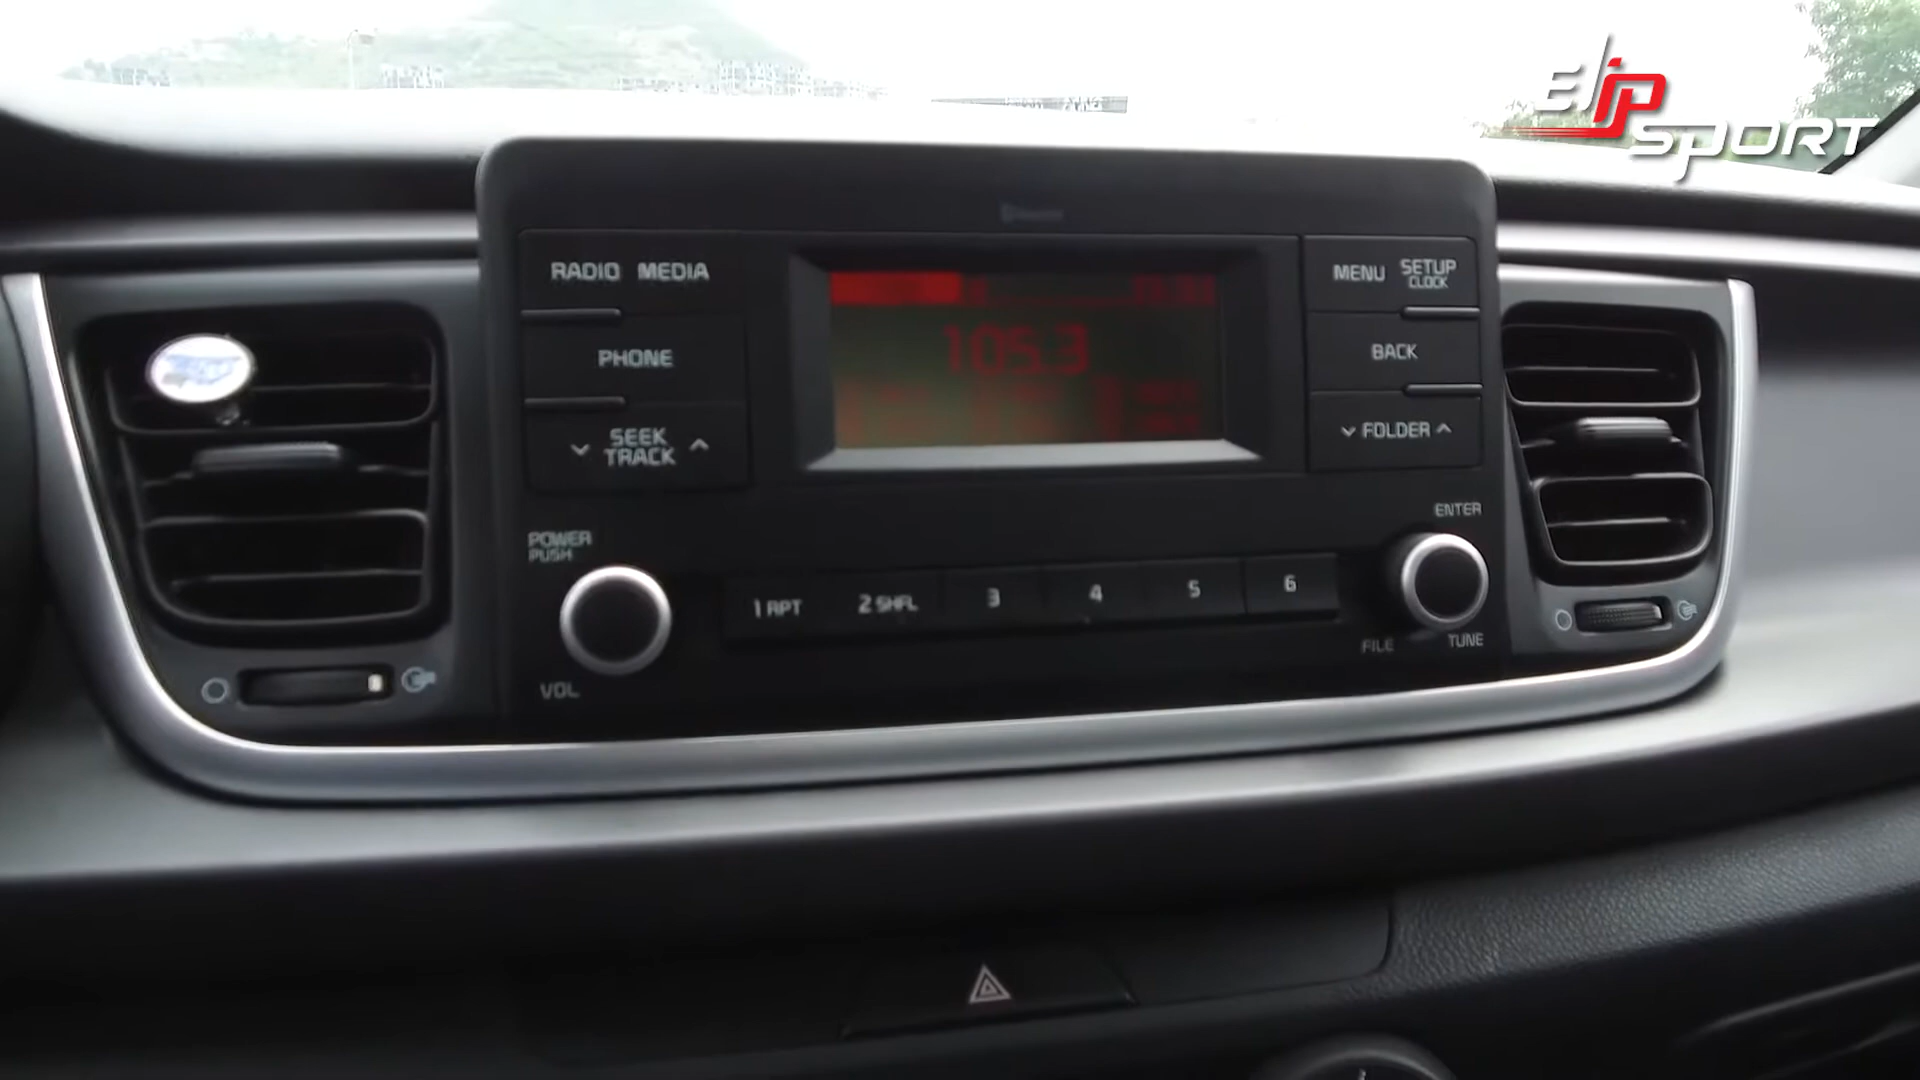 ejp
SPORT
RADIO MEDIA
PHONE
SEEK
TRACK
POWER
PUSH
VOL
105.3
MENU SETUP
CLOCK
BACK
FOLDER
ENTER
1 RPT 2 SHFL 3 4 5 6
FILE TUNE